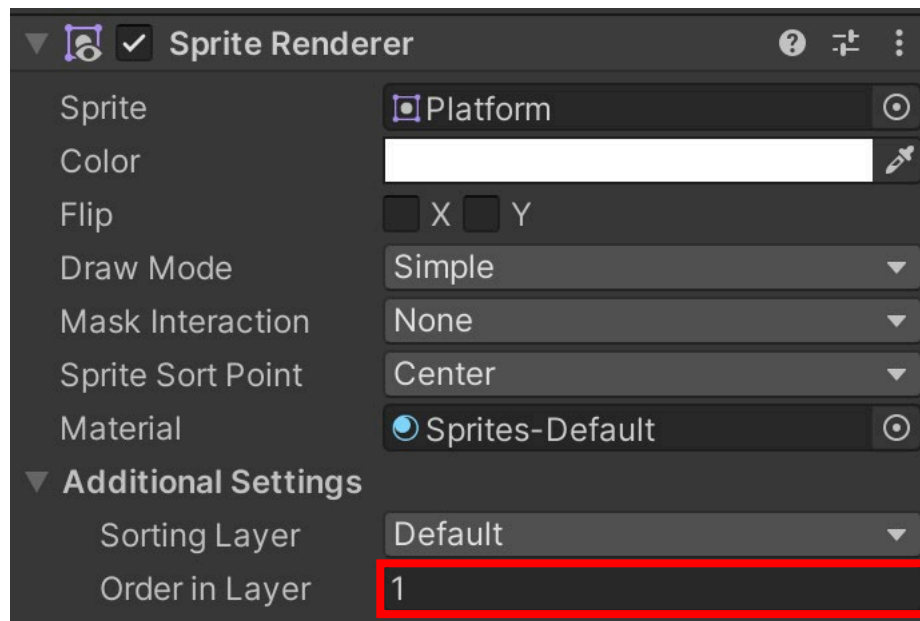 Sprite Renderer
Sprite Platform
Color
Flip X Y
Draw Mode Simple
Mask Interaction None
Sprite Sort Point Center
Material Sprites-Default
Additional Settings
Sorting Layer Default
Order in Layer 1